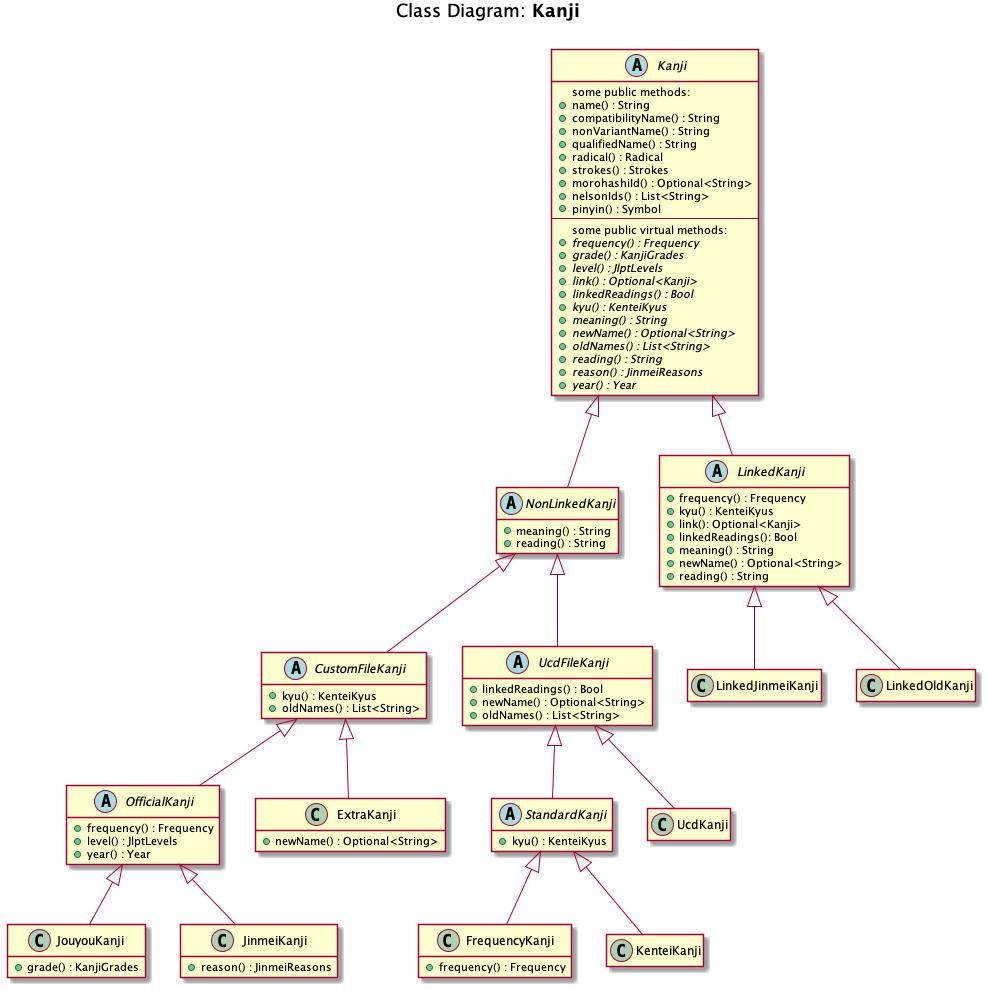 Class Diagram: Kanji
A Kanji
some public methods:
name() : String
compatibilityName() : String
nonVariantName() : String
qualifiedName() : String
radical() : Radical
strokes() : Strokes
morohashiId() : Optional<String>
nelsonIds() : List<String>
pinyin() : Symbol
some public virtual methods:
frequency() : Frequency
grade() : KanjiGrades
level() : JlptLevels
link() : Optional<Kanji>
linkedReadings() : Bool
kyu() : KenteiKyus
meaning() : String
newName() : Optional<String>
oldNames() : List<String>
reading() : String
reason() : JinmeiReasons
year() : Year
A NonLinkedKanji
meaning() : String
reading() : String
A LinkedKanji
frequency() : Frequency
kyu() : KenteiKyus
link(): Optional<Kanji>
linkedReadings(): Bool
meaning() : String
newName() : Optional<String>
reading() : String
A CustomFileKanji
kyu() : KenteiKyus
oldNames() : List<String>
A UcdFileKanji
linkedReadings() : Bool
newName() : Optional<String>
oldNames() : List<String>
C LinkedJinmeiKanji
C LinkedOldKanji
A OfficialKanji
frequency() : Frequency
level() : JlptLevels
year() : Year
C ExtraKanji
newName() : Optional<String>
A StandardKanji
kyu() : KenteiKyus
C UcdKanji
C JouyouKanji
grade() : KanjiGrades
C JinmeiKanji
reason() : JinmeiReasons
C FrequencyKanji
frequency() : Frequency
C KenteiKanji